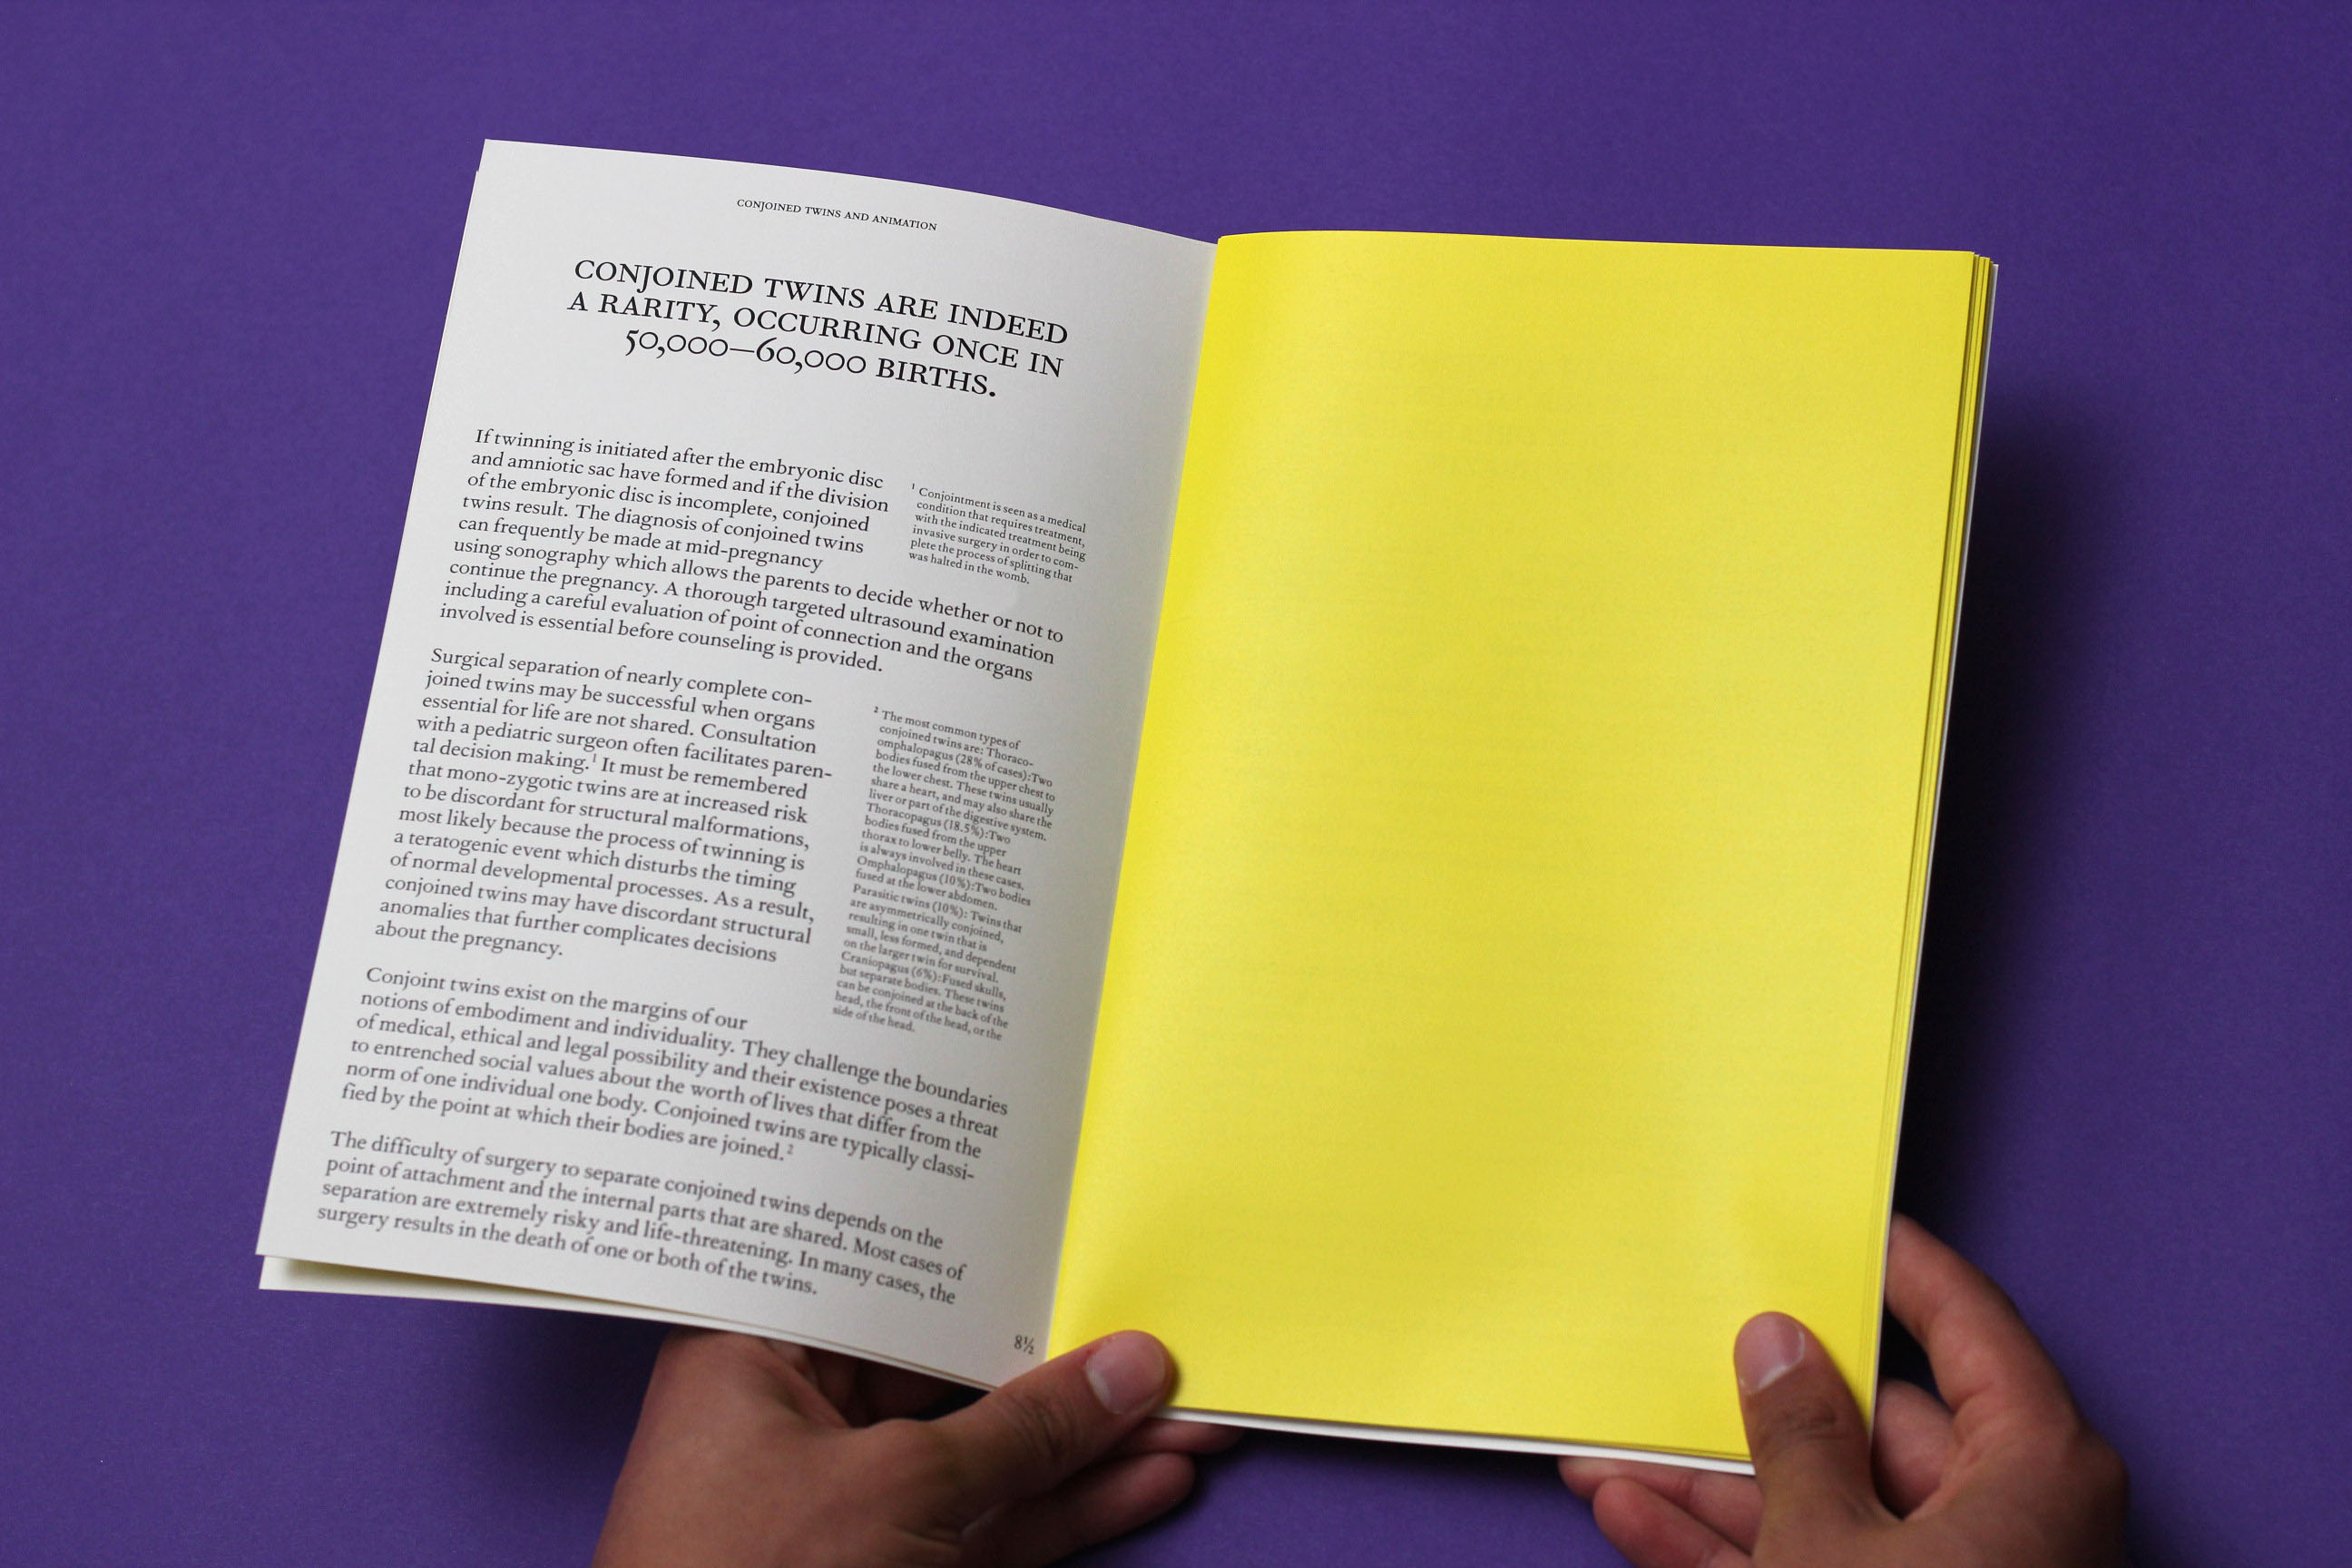 CONJOINED TWINS AND ANIMATION
CONJOINED TWINS ARE INDEED
A RARITY, OCCURRING ONCE IN
50,000—60,000 BIRTHS.
If twinning is initiated after the embryonic disc
and amniotic sac have formed and if the division
of the embryonic disc is incomplete, conjoined
twins result. The diagnosis of conjoined twins
can frequently be made at mid-pregnancy
using sonography which allows the parents to decide whether or not to
continue the pregnancy. A thorough targeted ultrasound examination
including a careful evaluation of point of connection and the organs
involved is essential before counseling is provided.
¹ Conjointment is seen as a medical
condition that requires treatment,
with the indicated treatment being
invasive surgery in order to com-
plete the process of splitting that
was halted in the womb.
Surgical separation of nearly complete con-
joined twins may be successful when organs
essential for life are not shared. Consultation
with a pediatric surgeon often facilitates paren-
tal decision making.¹ It must be remembered
that mono-zygotic twins are at increased risk
to be discordant for structural malformations,
most likely because the process of twinning is
a teratogenic event which disturbs the timing
of normal developmental processes. As a result,
conjoined twins may have discordant structural
anomalies that further complicates decisions
about the pregnancy.
² The most common types of
conjoined twins are: Thoraco-
omphalopagus (28% of cases):Two
bodies fused from the upper chest to
the lower chest. These twins usually
share a heart, and may also share the
liver or part of the digestive system.
Thoracopagus (18.5%):Two
bodies fused from the upper
thorax to lower belly. The heart
is always involved in these cases.
Omphalopagus (10%):Two bodies
fused at the lower abdomen.
Parasitic twins (10%): Twins that
are asymmetrically conjoined,
resulting in one twin that is
small, less formed, and dependent
on the larger twin for survival.
Craniopagus (6%):Fused skulls,
but separate bodies. These twins
can be conjoined at the back of the
head, the front of the head, or the
side of the head.
Conjoint twins exist on the margins of our
notions of embodiment and individuality. They challenge the boundaries
of medical, ethical and legal possibility and their existence poses a threat
to entrenched social values about the worth of lives that differ from the
norm of one individual one body. Conjoined twins are typically classi-
fied by the point at which their bodies are joined.²
The difficulty of surgery to separate conjoined twins depends on the
point of attachment and the internal parts that are shared. Most cases of
separation are extremely risky and life-threatening. In many cases, the
surgery results in the death of one or both of the twins.
8½